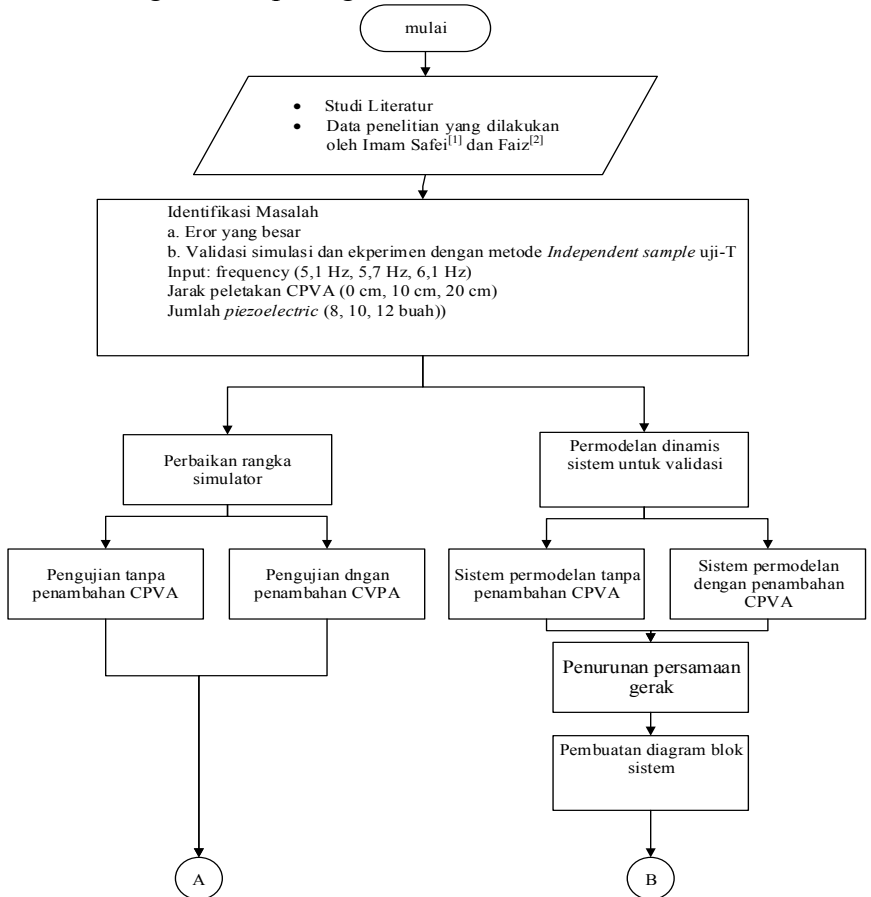 mulai
• Studi Literatur
• Data penelitian yang dilakukan
oleh Imam Safei[1] dan Faiz[2]
Identifikasi Masalah
a. Eror yang besar
b. Validasi simulasi dan ekperimen dengan metode Independent sample uji-T
Input: frequency (5,1 Hz, 5,7 Hz, 6,1 Hz)
Jarak peletakan CPVA (0 cm, 10 cm, 20 cm)
Jumlah piezoelectric (8, 10, 12 buah))
Perbaikan rangka
simulator
Permodelan dinamis
sistem untuk validasi
Pengujian tanpa
penambahan CPVA
Pengujian dngan
penambahan CVPA
Sistem permodelan tanpa
penambahan CPVA
Sistem permodelan
dengan penambahan
CPVA
Penurunan persamaan
gerak
Pembuatan diagram blok
sistem
A
B